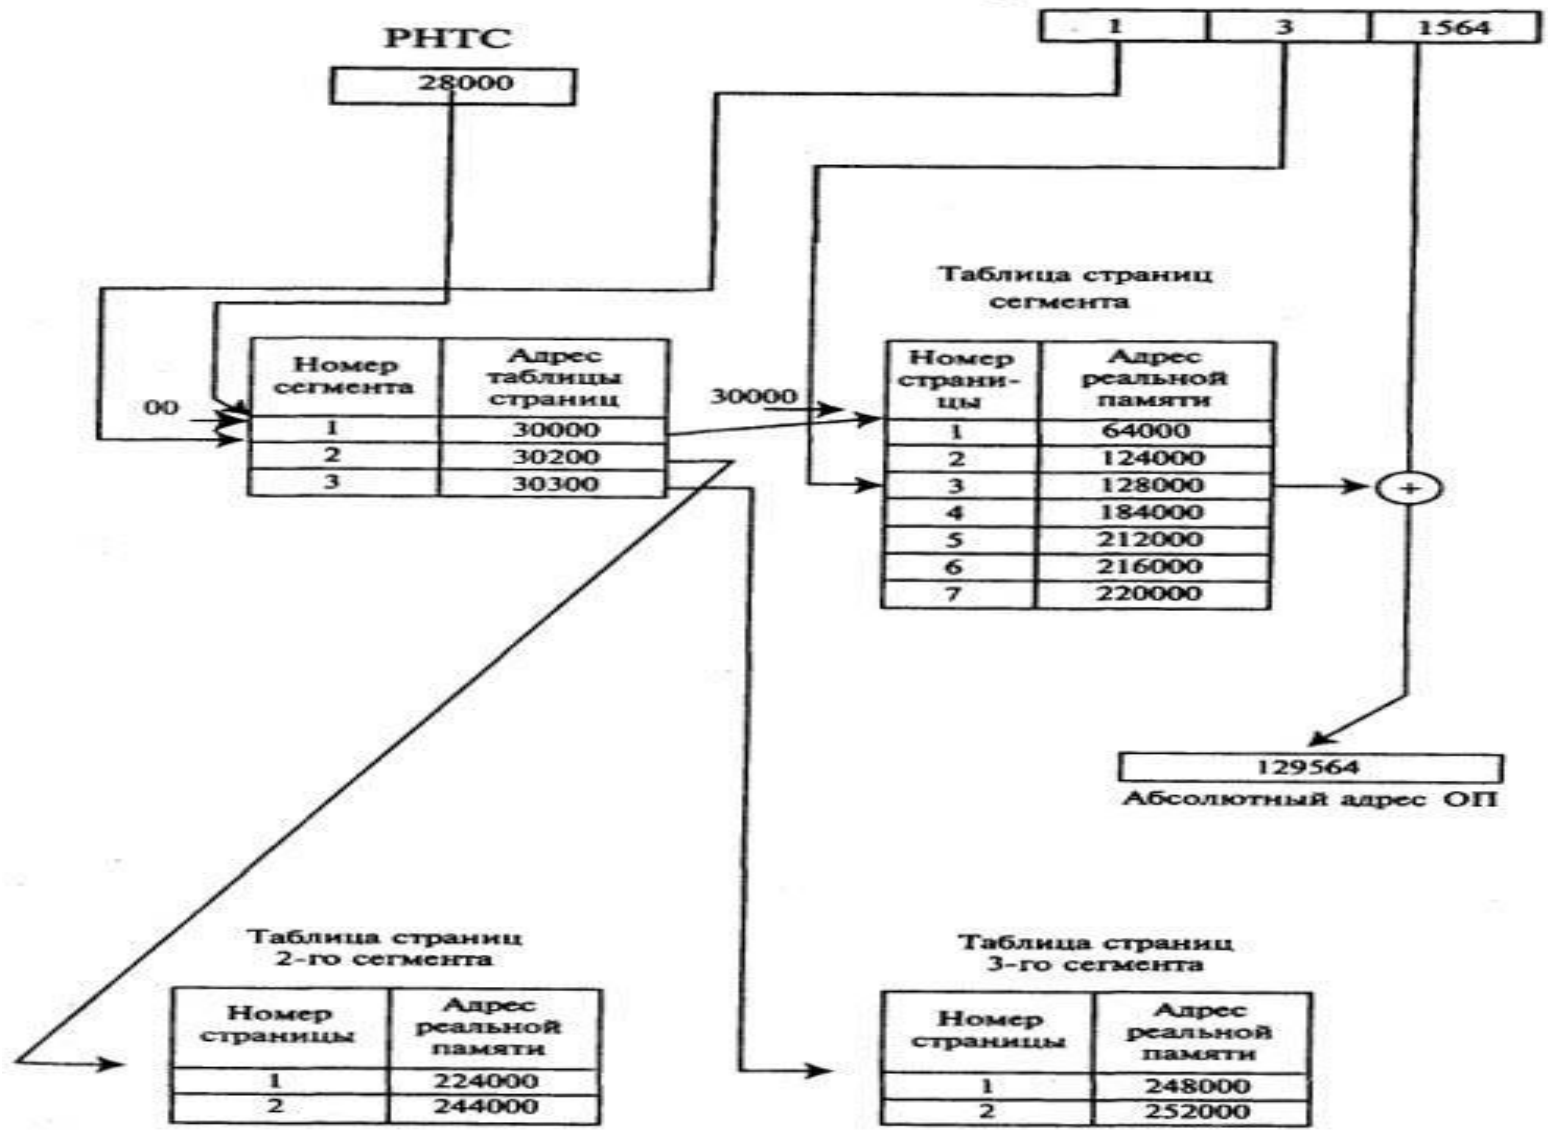 1 3 1564
РНТС
28000
Таблица страниц
сегмента
Номер
сегмента
Адрес
таблицы
страниц
1 30000
2 30200
3 30300
00
30000
Номер
страни-
цы
Адрес
реальной
памяти
1 64000
2 124000
3 128000
4 184000
5 212000
6 216000
7 220000
+
129564
Абсолютный адрес ОП
Таблица страниц
2-го сегмента
Номер
страницы
Адрес
реальной
памяти
1 224000
2 244000
Таблица страниц
3-го сегмента
Номер
страницы
Адрес
реальной
памяти
1 248000
2 252000